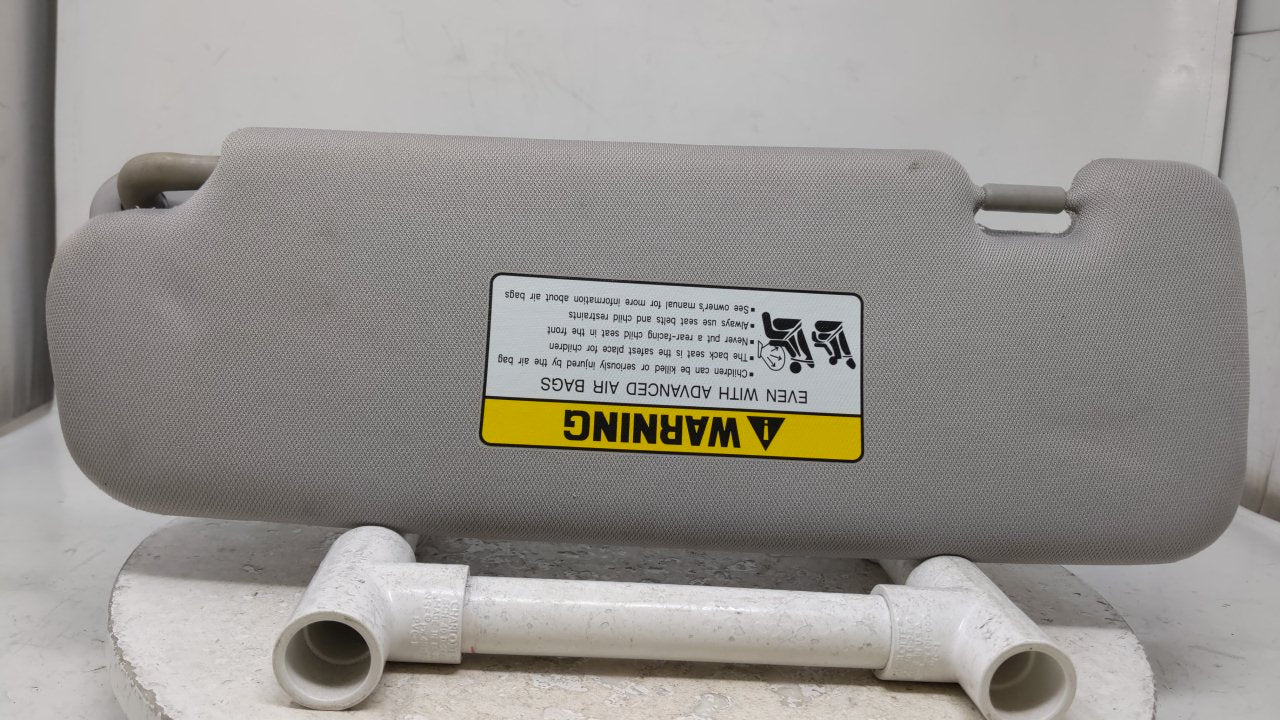 WARNING
EVEN WITH ADVANCED AIR BAGS
▪ Children can be killed or seriously injured by the air bag
▪ The back seat is the safest place for children
▪ Never put a rear-facing child seat in the front
▪ Always use seat belts and child restraints
▪ See owner's manual for more information about air bags